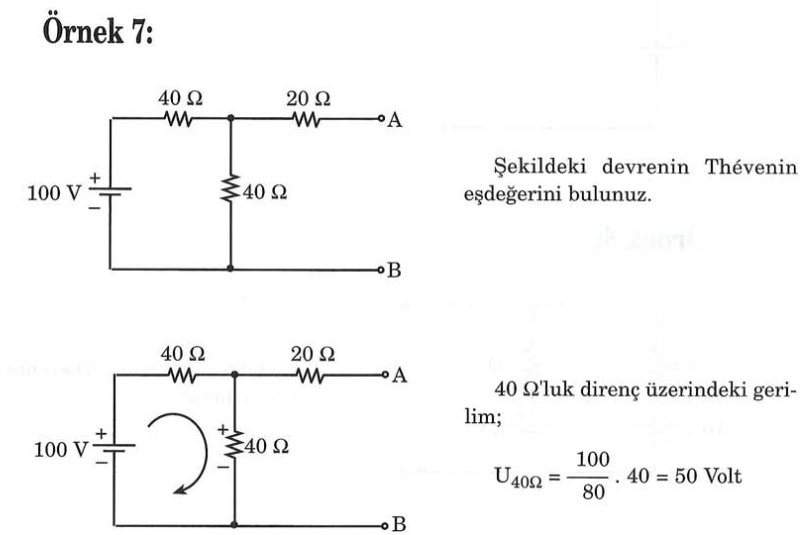 Örnek 7:
40 Ω
20 Ω
A
+
100 V
−
40 Ω
B
Şekildeki devrenin Thévenin
eşdeğerini bulunuz.
40 Ω
20 Ω
A
+
100 V
−
+
40 Ω
−
B
40 Ω'luk direnç üzerindeki geri-
lim;
U40Ω = 100/80 . 40 = 50 Volt